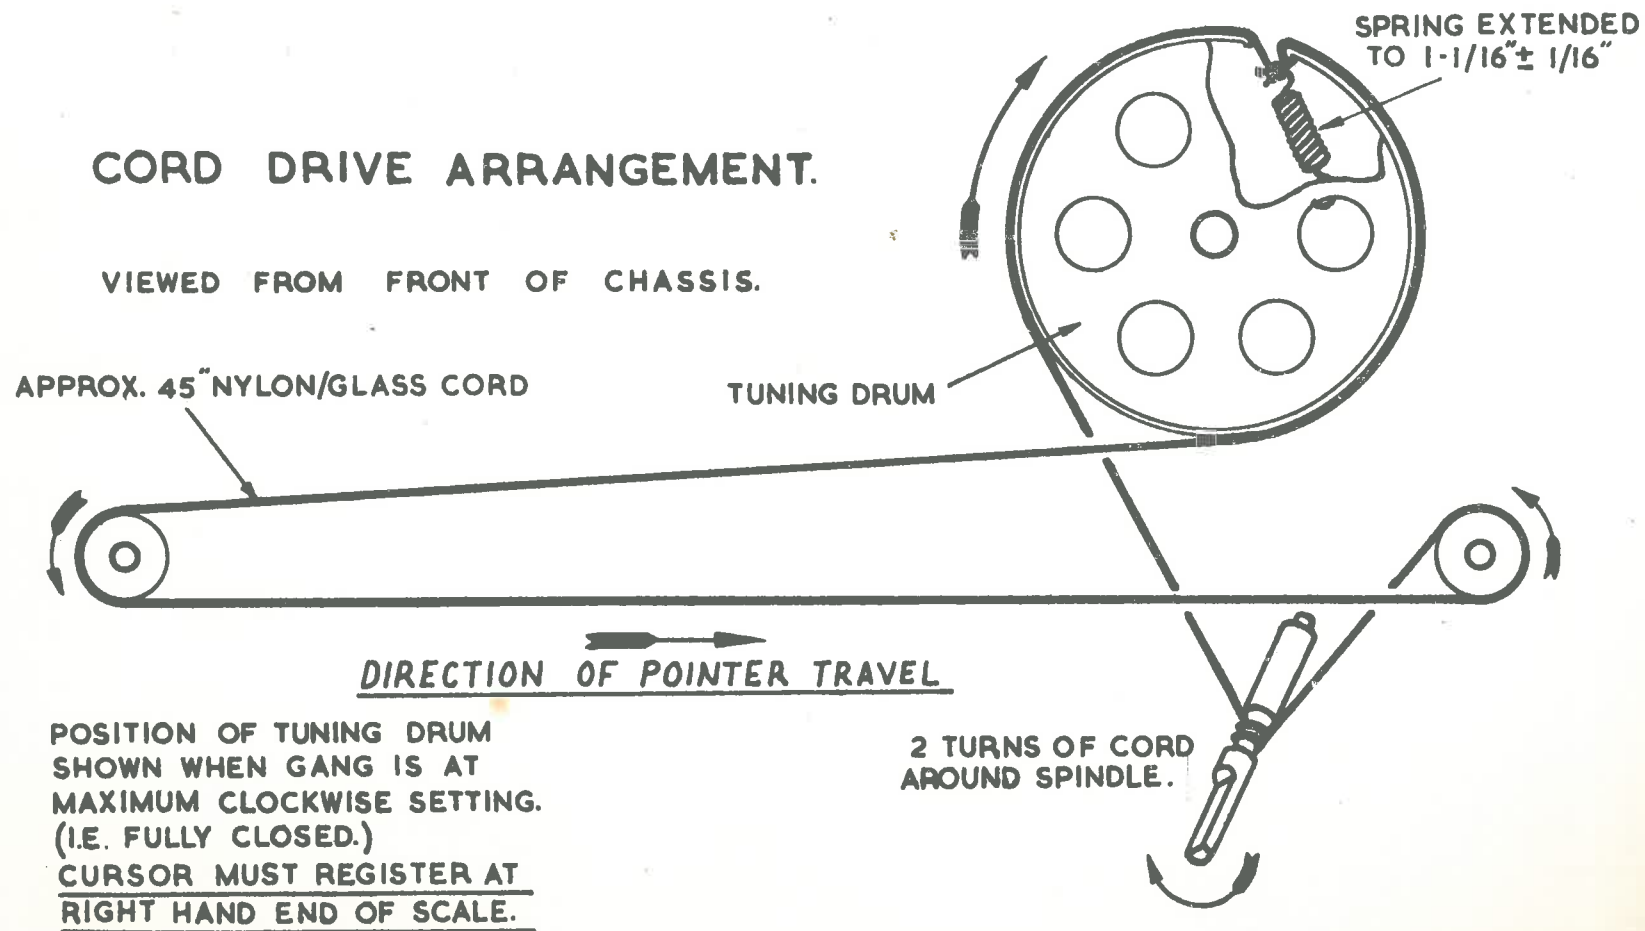 SPRING EXTENDED
TO 1-1/16"± 1/16"
CORD DRIVE ARRANGEMENT.
VIEWED FROM FRONT OF CHASSIS.
APPROX. 45" NYLON/GLASS CORD
TUNING DRUM
DIRECTION OF POINTER TRAVEL
POSITION OF TUNING DRUM
SHOWN WHEN GANG IS AT
MAXIMUM CLOCKWISE SETTING.
(I.E. FULLY CLOSED.)
CURSOR MUST REGISTER AT
RIGHT HAND END OF SCALE.
2 TURNS OF CORD
AROUND SPINDLE.